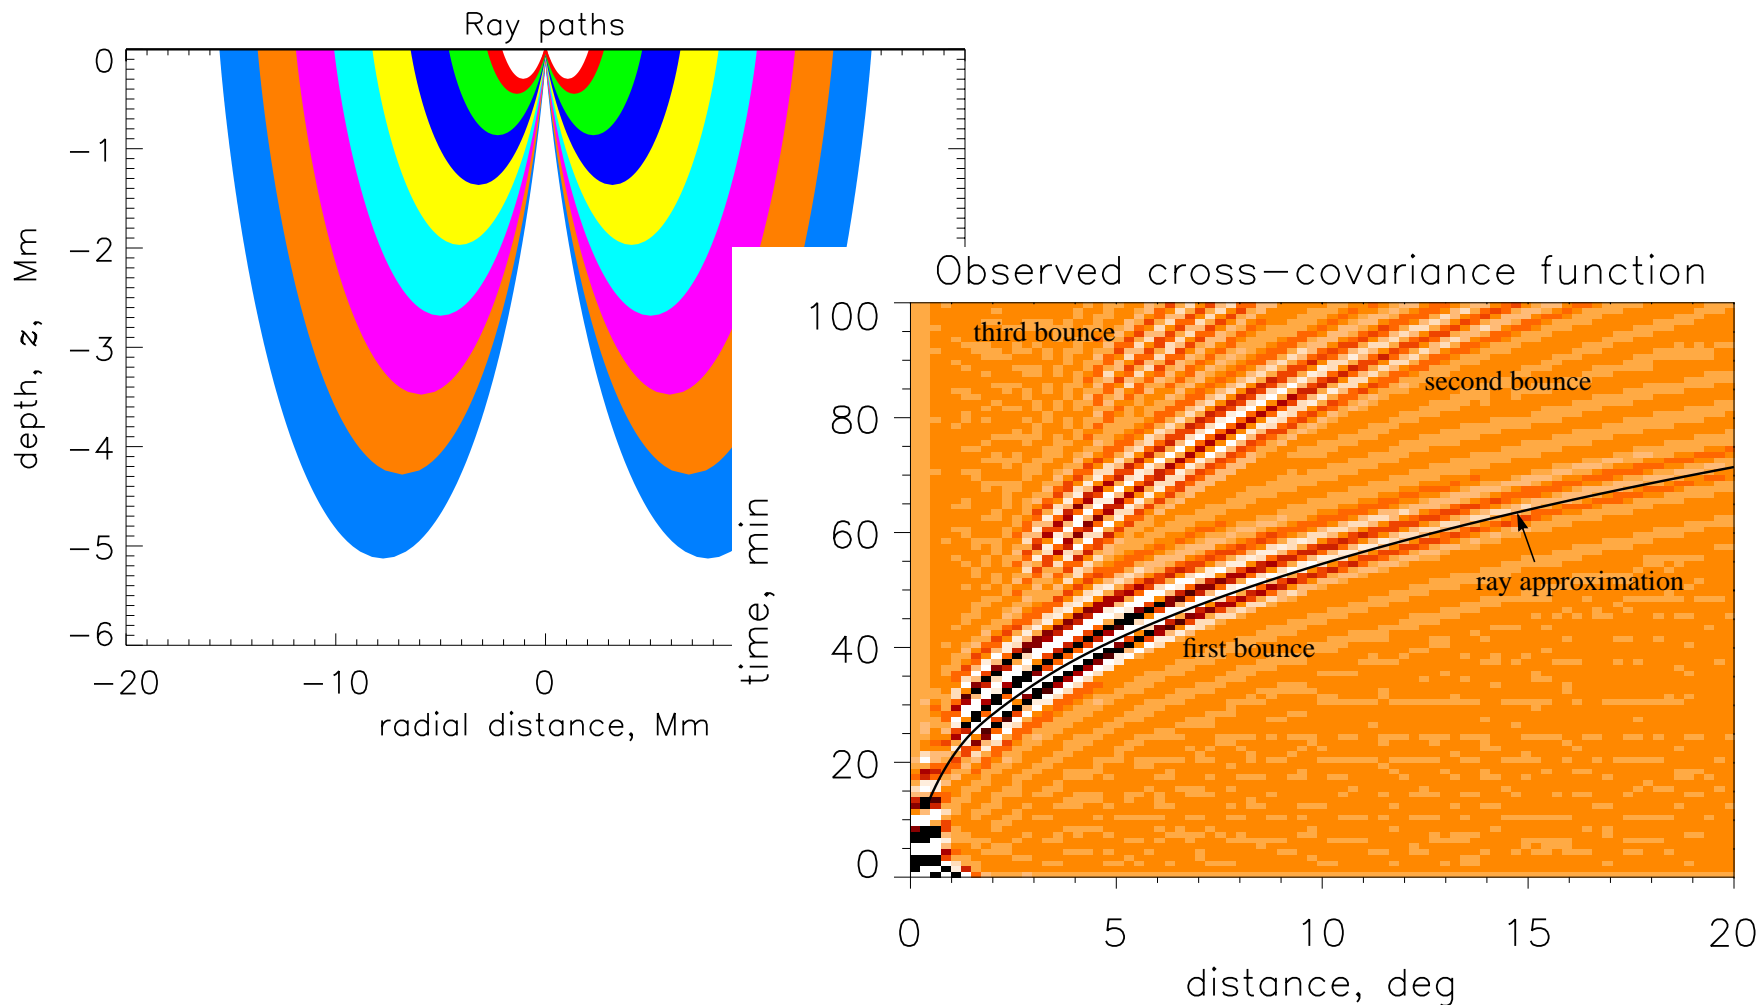 Ray paths
0
−1
−2
−3
−4
−5
−6
depth, z, Mm
−20
−10
0
radial distance, Mm
Observed cross−covariance function
100
80
60
40
20
0
time, min
third bounce
second bounce
ray approximation
first bounce
0
5
10
15
20
distance, deg